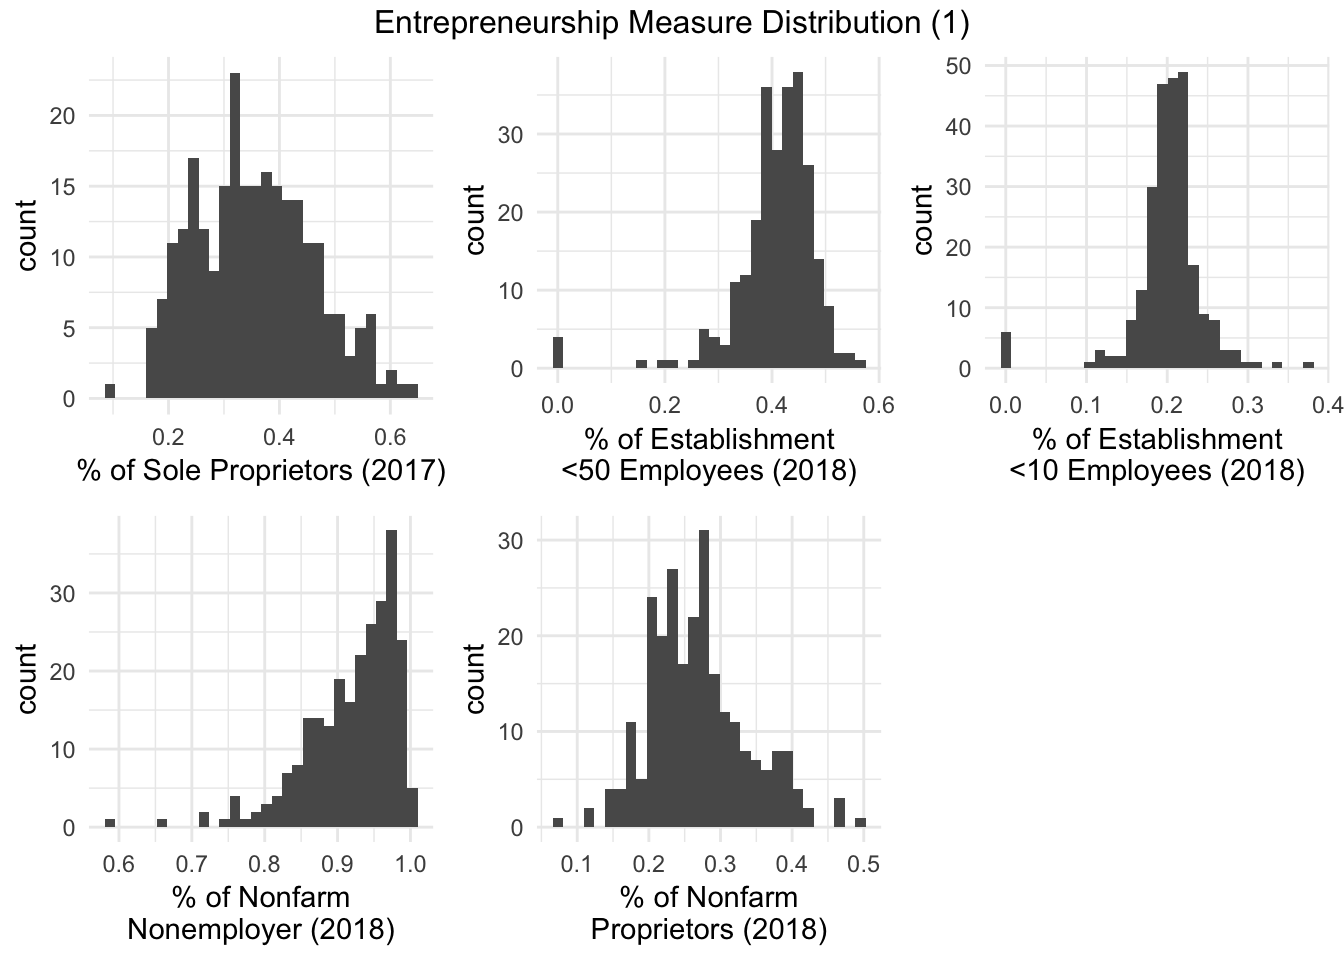 Entrepreneurship Measure Distribution (1)
count
20
15
10
5
0
0.2 0.4 0.6
% of Sole Proprietors (2017)
count
30
20
10
0
0.0 0.2 0.4 0.6
% of Establishment
<50 Employees (2018)
count
50
40
30
20
10
0
0.0 0.1 0.2 0.3 0.4
% of Establishment
<10 Employees (2018)
count
30
20
10
0
0.6 0.7 0.8 0.9 1.0
% of Nonfarm
Nonemployer (2018)
count
30
20
10
0
0.1 0.2 0.3 0.4 0.5
% of Nonfarm
Proprietors (2018)